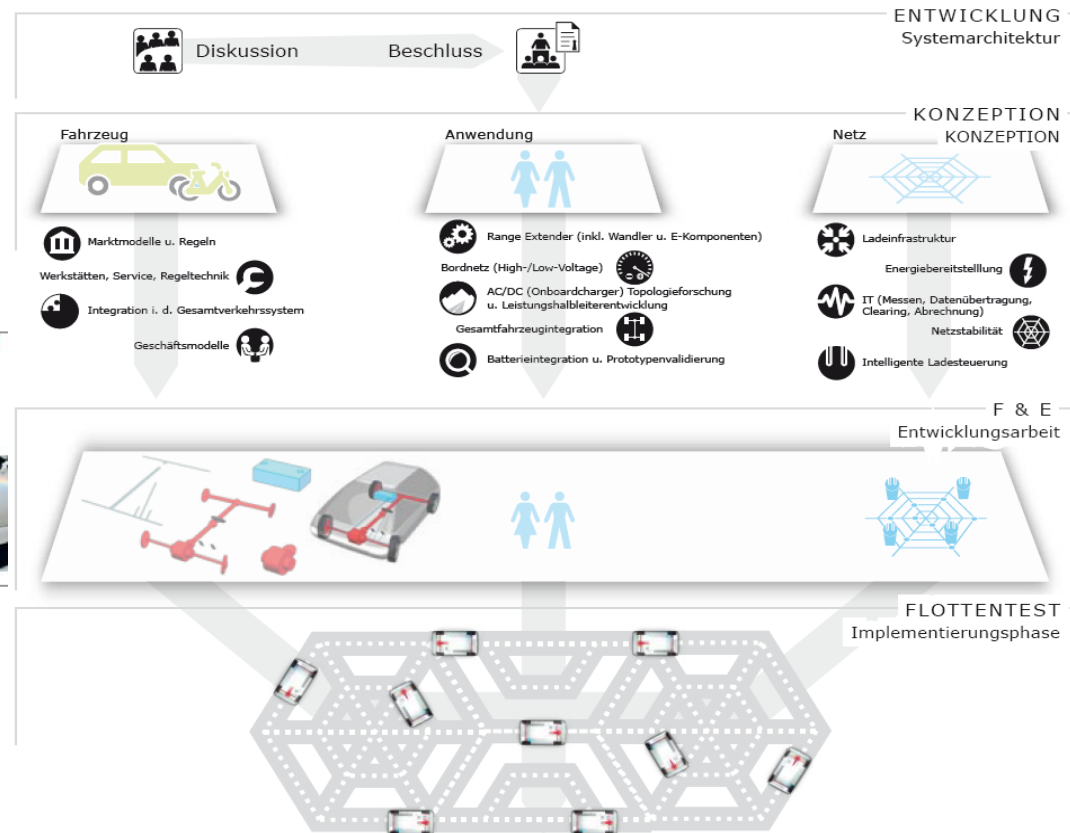 ENTWICKLUNG
Systemarchitektur
Diskussion
Beschluss
KONZEPTION
KONZEPTION
Fahrzeug
Anwendung
Netz
Marktmodelle u. Regeln
Werkstätten, Service, Regeltechnik
Integration i. d. Gesamtverkehrssystem
Geschäftsmodelle
Range Extender (inkl. Wandler u. E-Komponenten)
Bordnetz (High-/Low-Voltage)
AC/DC (Onboardcharger) Topologieforschung
u. Leistungshalbleiterentwicklung
Gesamtfahrzeugintegration
Batterieintegration u. Prototypenvalidierung
Ladeinfrastruktur
Energiebereitstelllung
IT (Messen, Datenübertragung,
Clearing, Abrechnung)
Netzstabilität
Intelligente Ladesteuerung
F & E
Entwicklungsarbeit
FLOTTENTEST
Implementierungsphase